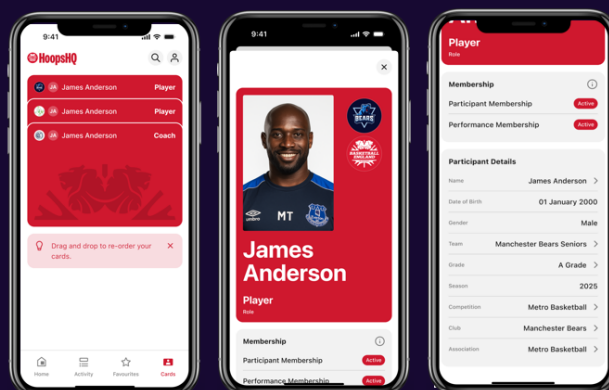 9:41
HoopsHQ
JA James Anderson Player
JA James Anderson Player
JA James Anderson Coach
Drag and drop to re-order your
cards.
Home Activity Favourites Cards
9:41
BEARS
BASKETBALL
ENGLAND
umbro
MT
James
Anderson
Player
Role
Membership
Participant Membership Active
Performance Membership Active
Player
Role
Membership
Participant Membership Active
Performance Membership Active
Participant Details
Name James Anderson
Date of Birth 01 January 2000
Gender Male
Team Manchester Bears Seniors
Grade A Grade
Season 2025
Competition Metro Basketball
Club Manchester Bears
Association Metro Basketball